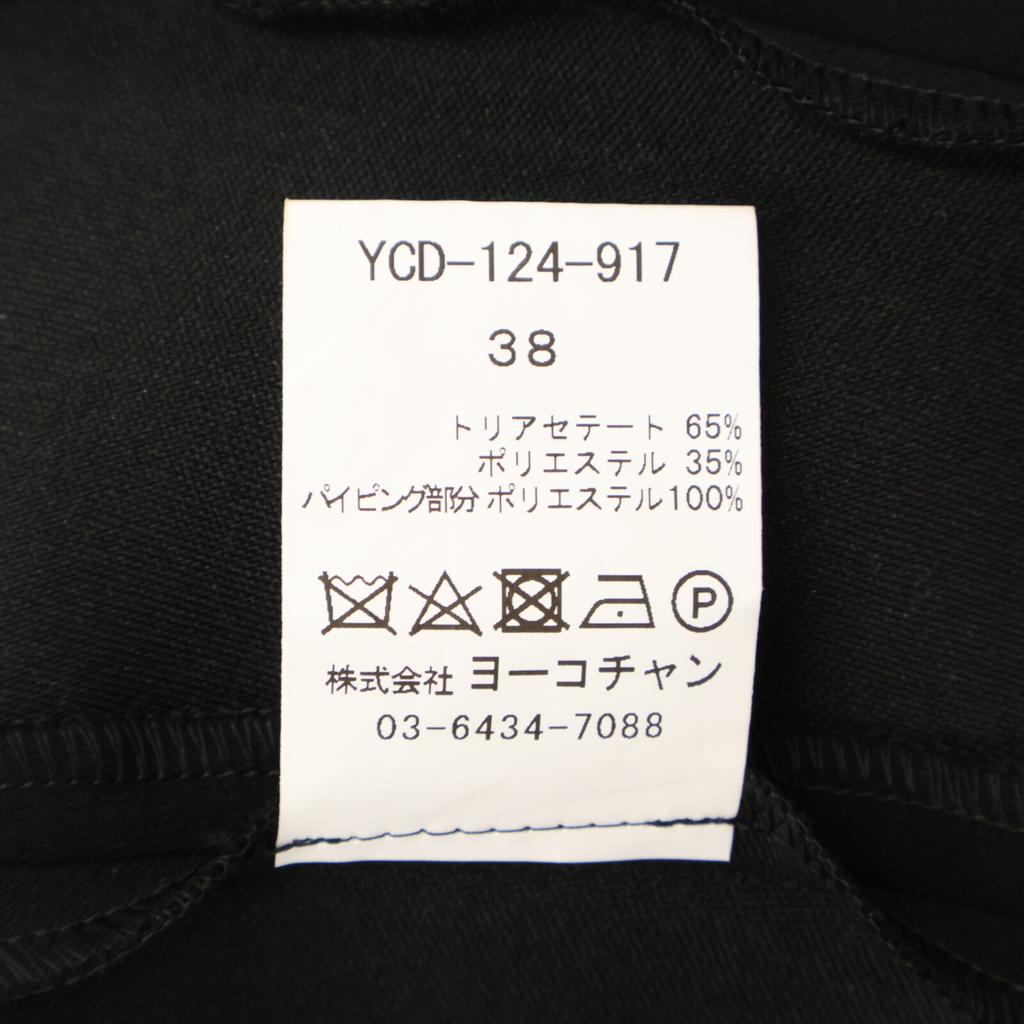 YCD-124-917
38
トリアセテート 65%
ポリエステル 35%
パイピング部分 ポリエステル100%
P
株式会社 ヨーコチャン
03-6434-7088